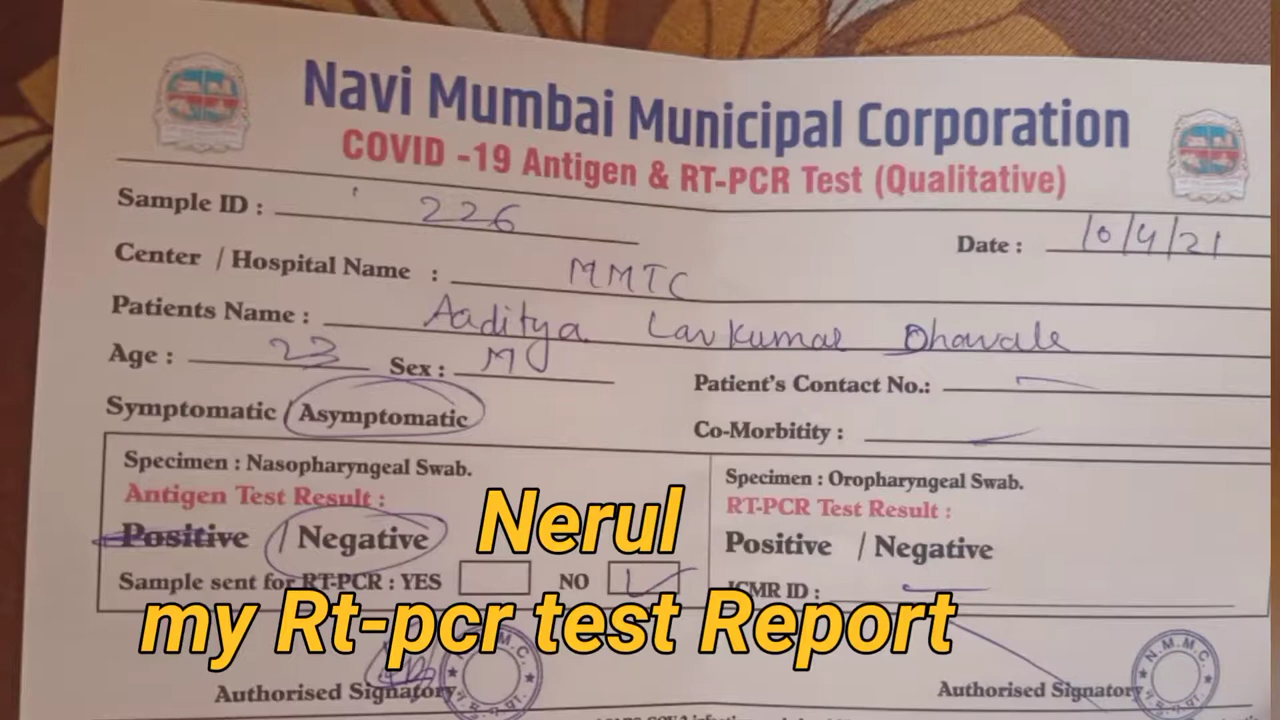 Navi Mumbai Municipal Corporation
COVID -19 Antigen & RT-PCR Test (Qualitative)
Sample ID : 226
Date : 10/4/21
Center / Hospital Name : MMTC
Patients Name : Aaditya Lavkumar Dhavale
Age : 23 Sex : M
Patient's Contact No.:
Symptomatic / Asymptomatic
Co-Morbitity :
Specimen : Nasopharyngeal Swab.
Antigen Test Result :
Positive / Negative
Sample sent for RT-PCR : YES NO
Specimen : Oropharyngeal Swab.
RT-PCR Test Result :
Positive / Negative
ICMR ID :
Nerul
my Rt-pcr test Report
Authorised Signatory
Authorised Signatory
N.M.M.C.